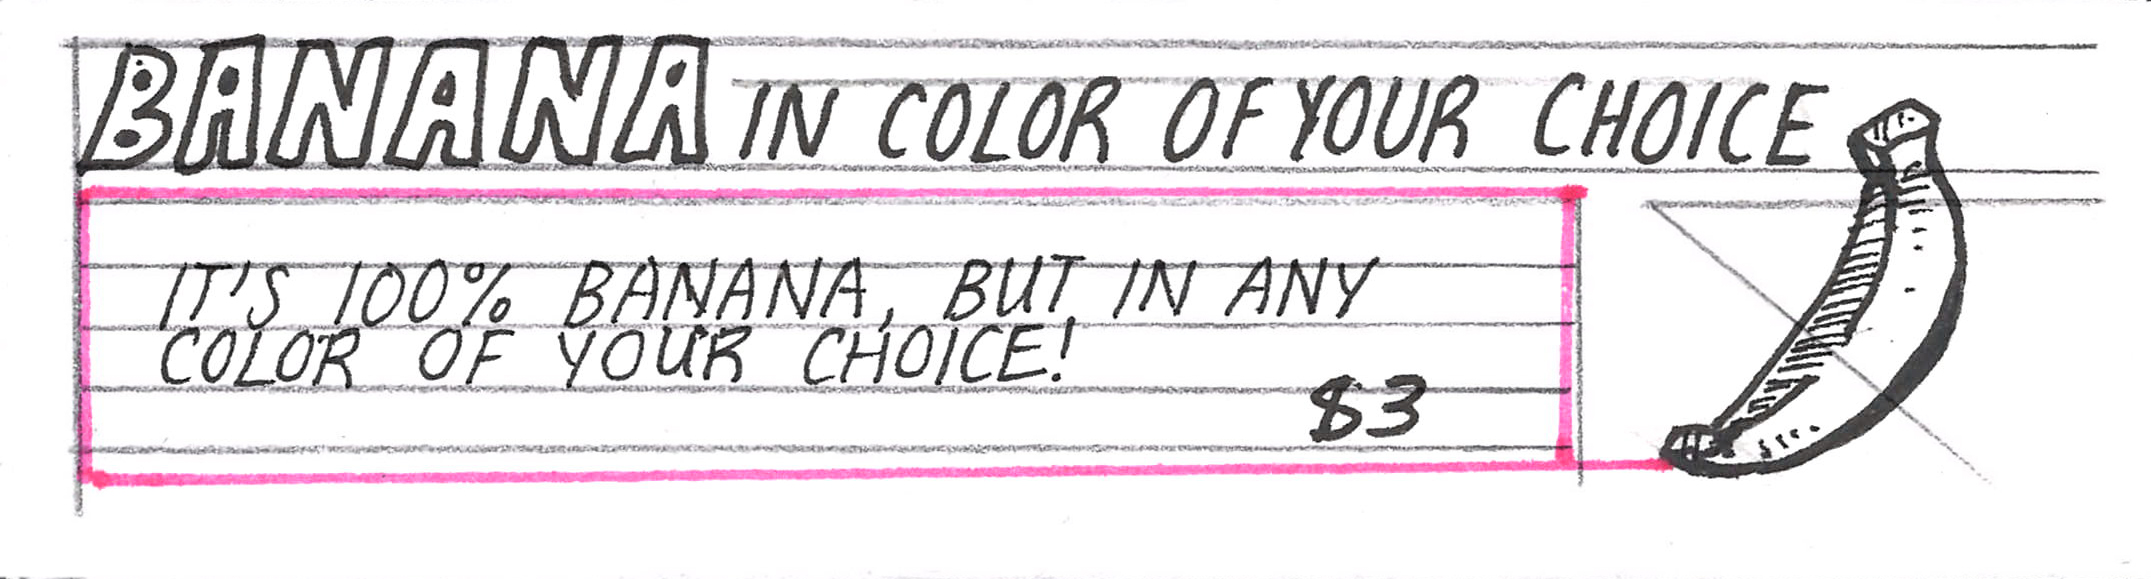 BANANA IN COLOR OF YOUR CHOICE
IT'S 100% BANANA, BUT IN ANY
COLOR OF YOUR CHOICE!
$3